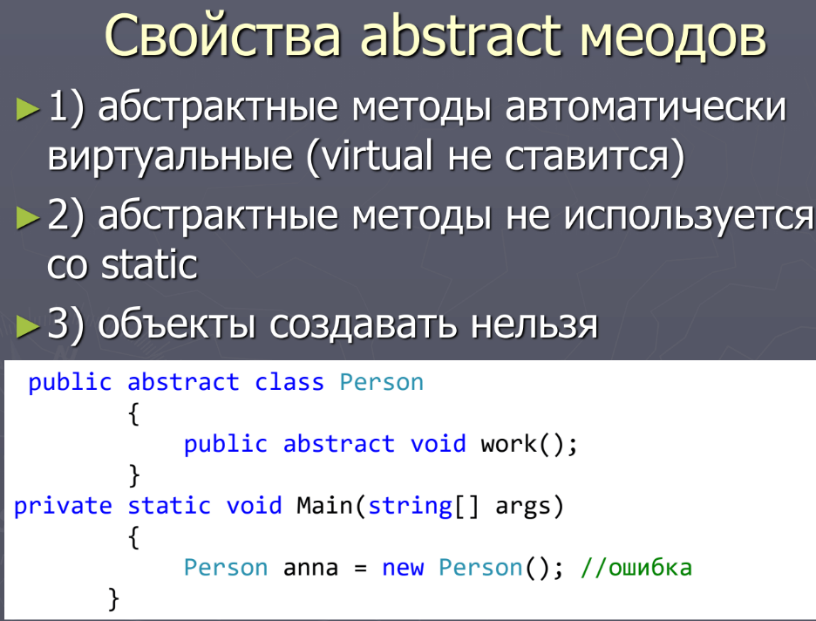 Свойства abstract меодов
►1) абстрактные методы автоматически
виртуальные (virtual не ставится)
►2) абстрактные методы не используется
со static
►3) объекты создавать нельзя
public abstract class Person
{
public abstract void work();
}
private static void Main(string[] args)
{
Person anna = new Person(); //ошибка
}